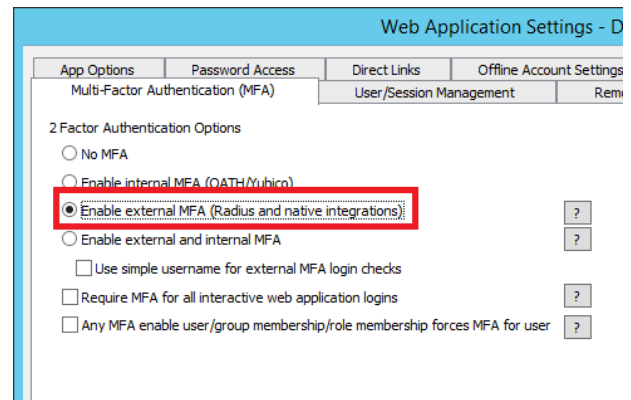 Web Application Settings - D
App Options Password Access Direct Links Offline Account Settings
Multi-Factor Authentication (MFA) User/Session Management Rem
2 Factor Authentication Options
No MFA
Enable internal MFA (OATH/Yubico)
Enable external MFA (Radius and native integrations) ?
Enable external and internal MFA ?
Use simple username for external MFA login checks
Require MFA for all interactive web application logins ?
Any MFA enable user/group membership/role membership forces MFA for user ?